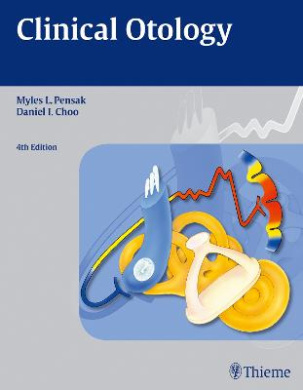 Clinical Otology
Myles L. Pensak
Daniel I. Choo
4th Edition
Thieme